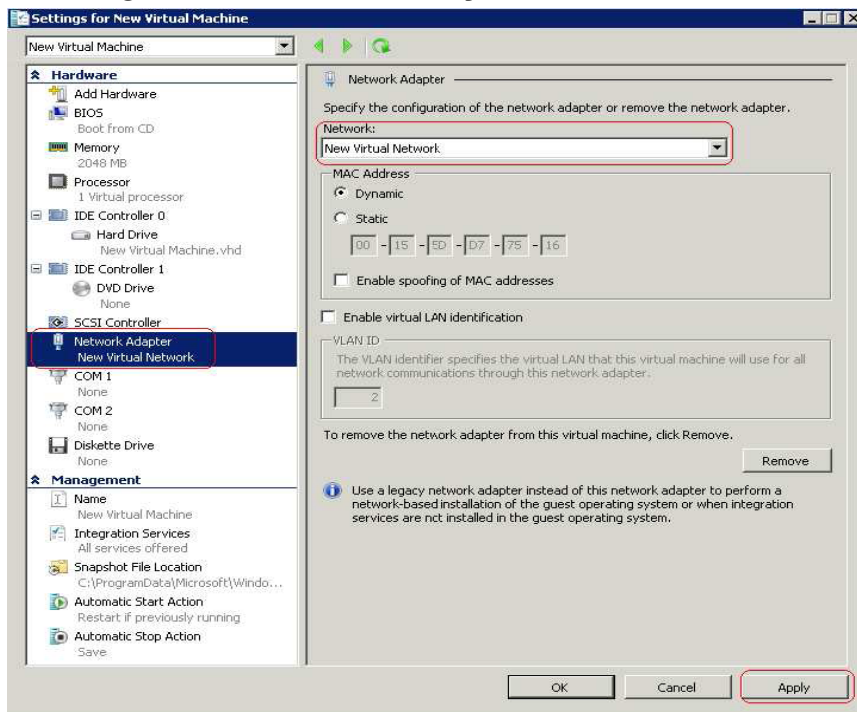 Settings for New Virtual Machine
New Virtual Machine
Hardware
Add Hardware
BIOS
Boot from CD
Memory
2048 MB
Processor
1 Virtual processor
IDE Controller 0
Hard Drive
New Virtual Machine.vhd
IDE Controller 1
DVD Drive
None
SCSI Controller
Network Adapter
New Virtual Network
COM 1
None
COM 2
None
Diskette Drive
None
Management
Name
New Virtual Machine
Integration Services
All services offered
Snapshot File Location
C:\ProgramData\Microsoft\Windo...
Automatic Start Action
Restart if previously running
Automatic Stop Action
Save
Network Adapter
Specify the configuration of the network adapter or remove the network adapter.
Network:
New Virtual Network
MAC Address
Dynamic
Static
00 - 15 - 5D - D7 - 75 - 16
Enable spoofing of MAC addresses
Enable virtual LAN identification
VLAN ID
The VLAN identifier specifies the virtual LAN that this virtual machine will use for all
network communications through this network adapter.
2
To remove the network adapter from this virtual machine, click Remove.
Remove
Use a legacy network adapter instead of this network adapter to perform a
network-based installation of the guest operating system or when integration
services are not installed in the guest operating system.
OK
Cancel
Apply